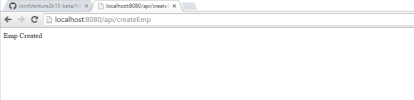 JointVenture2k15-beta/
localhost:8080/api/create
localhost:8080/api/createEmp
Emp Created